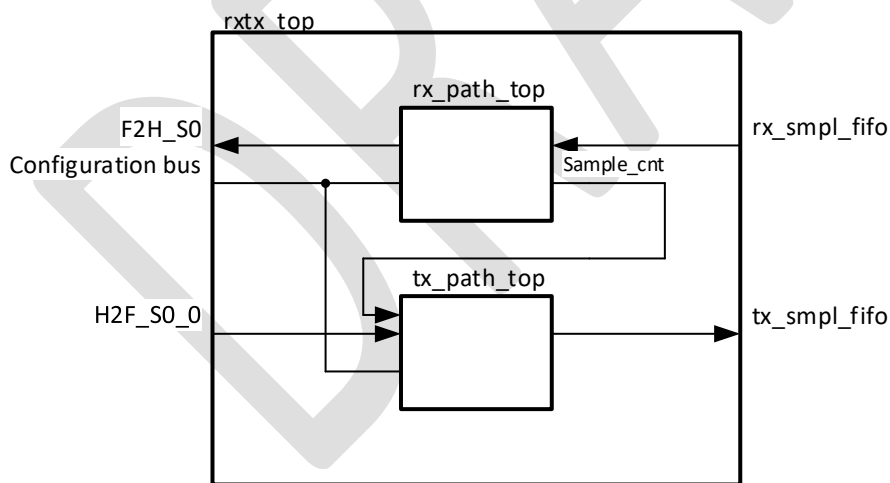 rxtx_top
rx_path_top
F2H_S0
rx_smpl_fifo
Configuration bus
Sample_cnt
tx_path_top
H2F_S0_0
tx_smpl_fifo